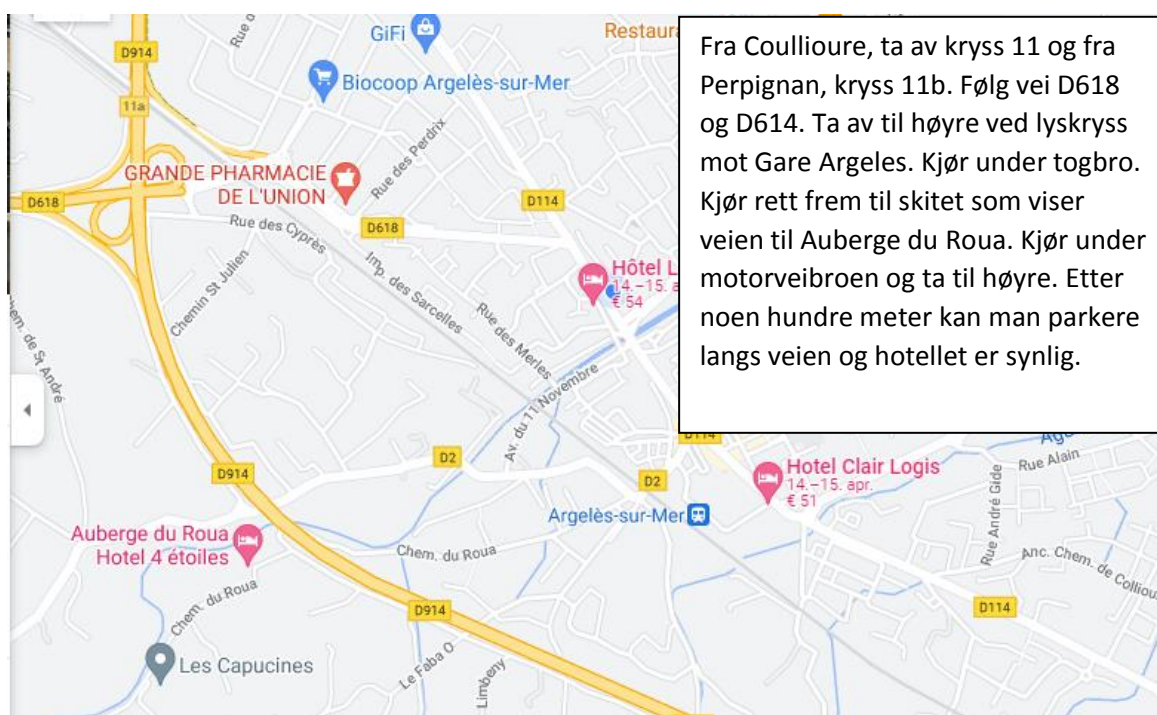 D914
GiFi
Restaura
Biocoop Argelès-sur-Mer
11a
GRANDE PHARMACIE
DE L'UNION
Rue des Perdrix
D114
D618
Rue des Cyprès
D618
Imp. des Sarcelles
Hôtel L
14.–15. a
€ 54
Chemin St Julien
Rue des Merles
Av. du 11 Novembre
hem. de St André
D914
D2
D114
D2
Hotel Clair Logis
14.–15. apr.
€ 51
Rue Alain
Rue André Gide
Argelès-sur-Mer
Auberge du Roua
Hotel 4 étoiles
Chem. du Roua
Anc. Chem. de Colliou
Chem. du Roua
D914
D114
Les Capucines
Le Faba O.
Limbeny
Fra Coullioure, ta av kryss 11 og fra
Perpignan, kryss 11b. Følg vei D618
og D614. Ta av til høyre ved lyskryss
mot Gare Argeles. Kjør under togbro.
Kjør rett frem til skitet som viser
veien til Auberge du Roua. Kjør under
motorveibroen og ta til høyre. Etter
noen hundre meter kan man parkere
langs veien og hotellet er synlig.